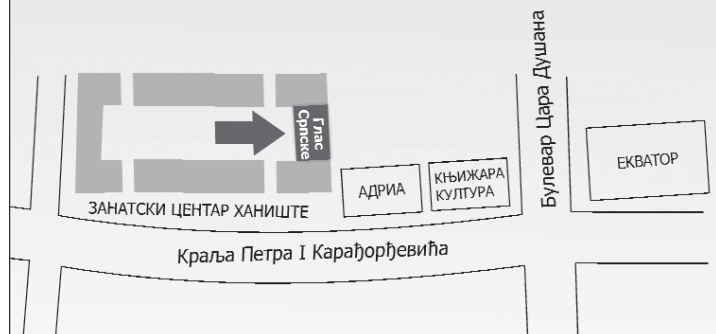 Глас
Српске
АДРИА
КЊИЖАРА
КУЛТУРА
Булевар Цара Душана
ЕКВАТОР
ЗАНАТСКИ ЦЕНТАР ХАНИШТЕ
Краља Петра I Карађорђевића